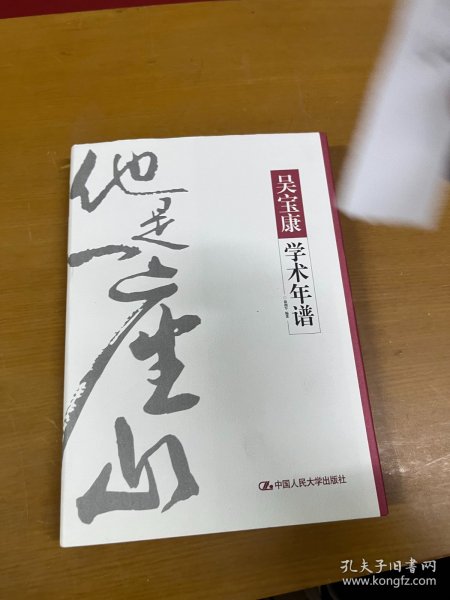 他是一座山
吴宝康
学术年谱
中国人民大学出版社
孔夫子旧书网
www.kongfz.com